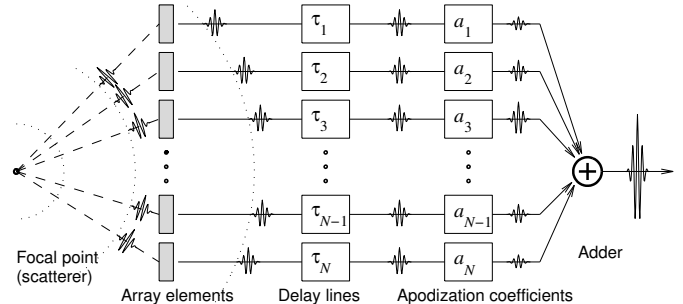 τ1
a1
τ2
a2
τ3
a3
τN−1
aN−1
τN
aN
Focal point
(scatterer)
Adder
Array elements
Delay lines
Apodization coefficients